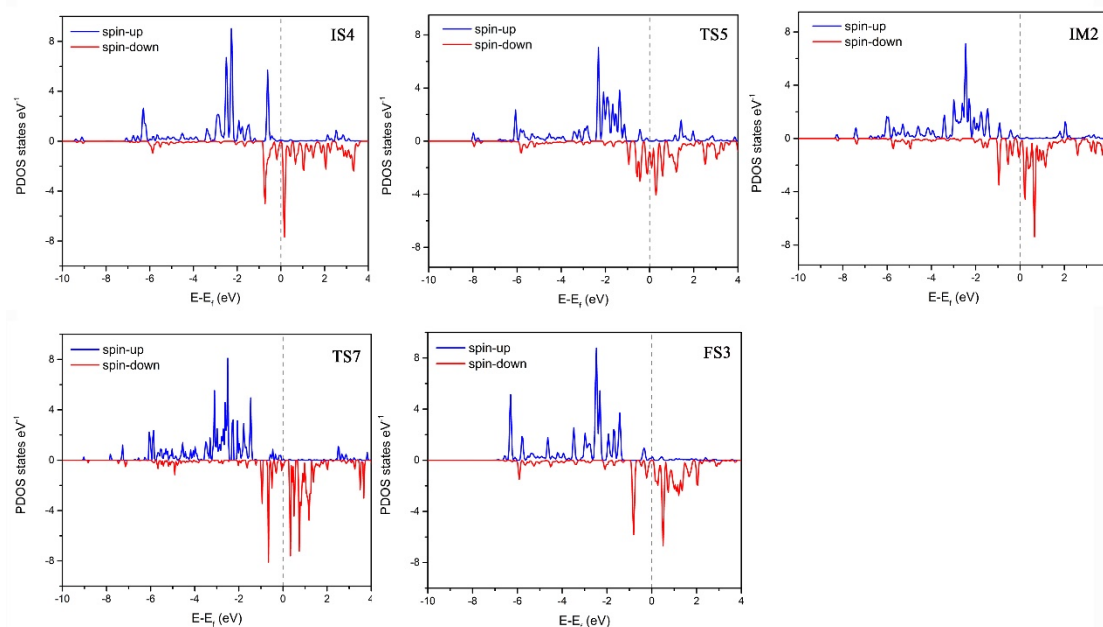 spin-up
spin-down
IS4
8
4
0
-4
-8
PDOS states eV-1
-10 -8 -6 -4 -2 0 2 4
E-Ef (eV)
spin-up
spin-down
TS5
8
4
0
-4
-8
PDOS states eV-1
-10 -8 -6 -4 -2 0 2 4
E-Ef (eV)
spin-up
spin-down
IM2
8
4
0
-4
-8
PDOS states eV-1
-10 -8 -6 -4 -2 0 2
E-Ef (eV)
spin-up
spin-down
TS7
8
4
0
-4
-8
PDOS states eV-1
-10 -8 -6 -4 -2 0 2 4
E-Ef (eV)
spin-up
spin-down
FS3
8
4
0
-4
-8
PDOS states eV-1
-10 -8 -6 -4 -2 0 2 4
E-E, (eV)